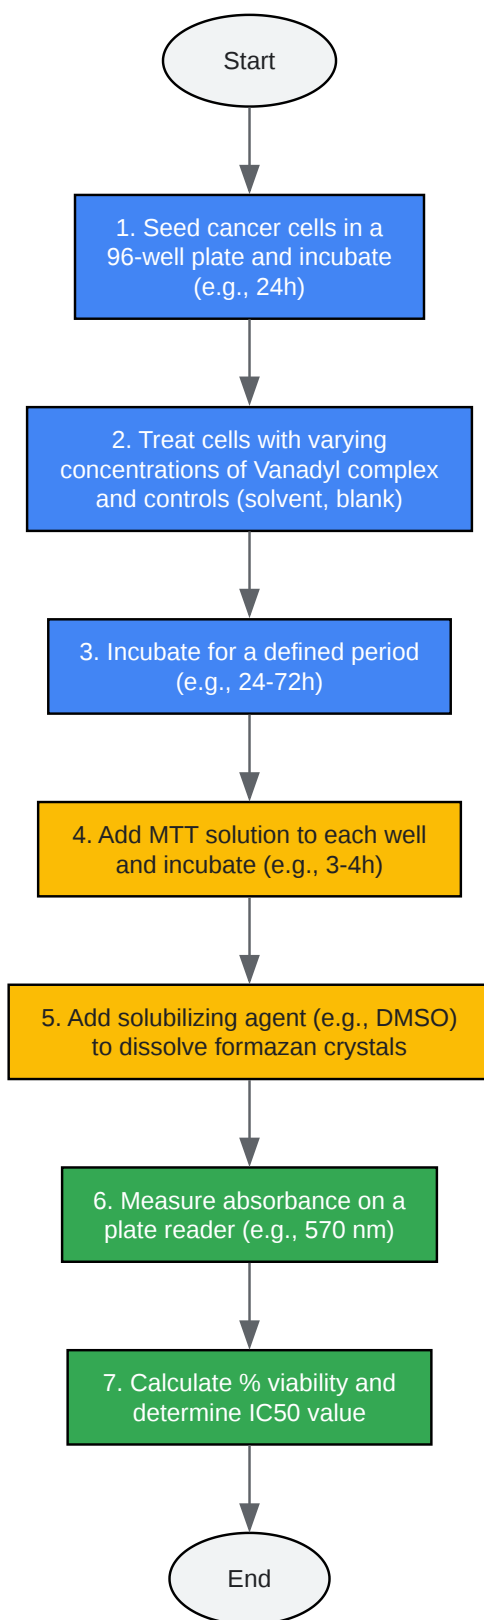 Start
1. Seed cancer cells in a
96-well plate and incubate
(e.g., 24h)
2. Treat cells with varying
concentrations of Vanadyl complex
and controls (solvent, blank)
3. Incubate for a defined period
(e.g., 24-72h)
4. Add MTT solution to each well
and incubate (e.g., 3-4h)
5. Add solubilizing agent (e.g., DMSO)
to dissolve formazan crystals
6. Measure absorbance on a
plate reader (e.g., 570 nm)
7. Calculate % viability and
determine IC50 value
End